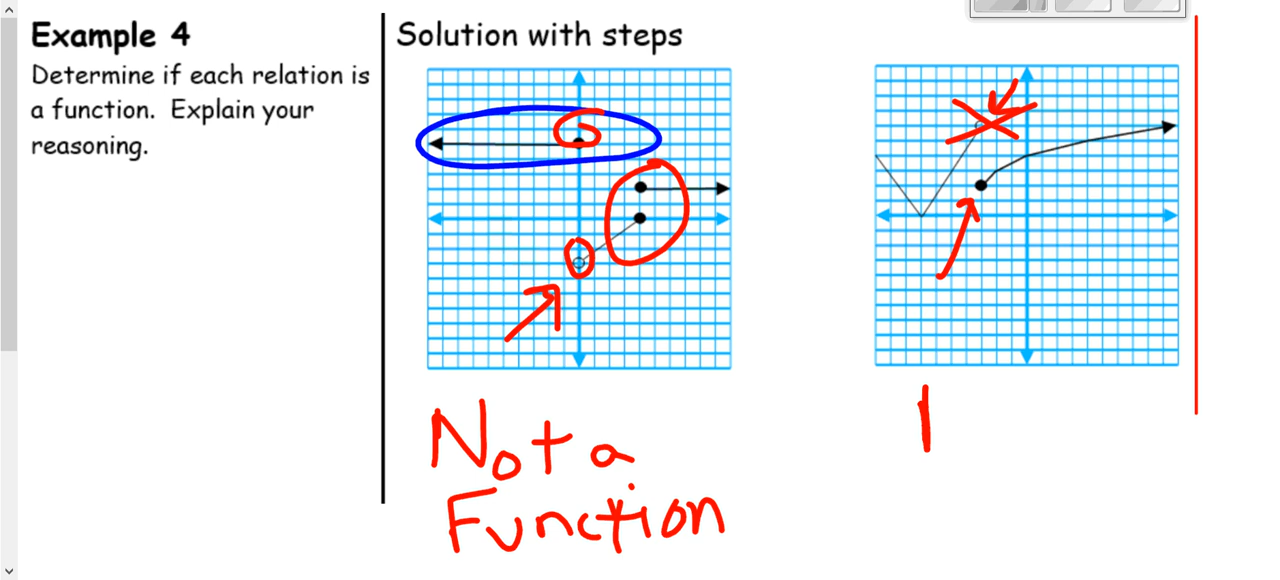 Example 4
Determine if each relation is
a function. Explain your
reasoning.
Solution with steps
Not a
Function